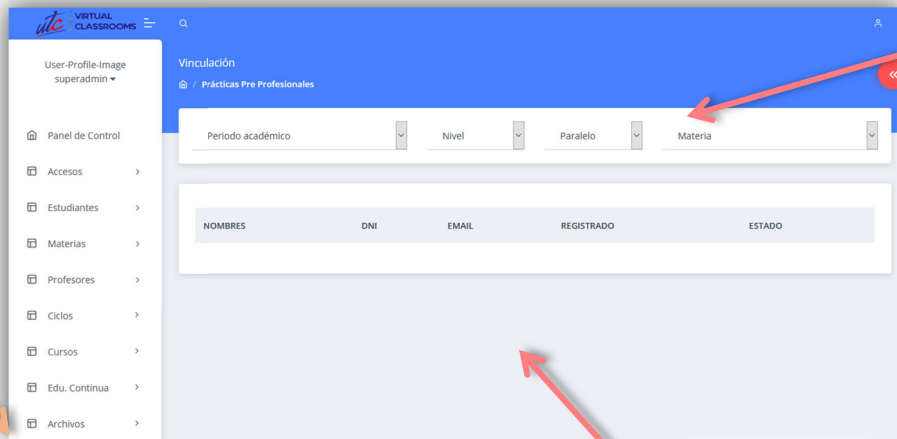 utc VIRTUAL
CLASSROOMS
User-Profile-Image
superadmin
Panel de Control
Accesos
Estudiantes
Materias
Profesores
Ciclos
Cursos
Edu. Continua
Archivos
Vinculación
/ Prácticas Pre Profesionales
Periodo académico Nivel Paralelo Materia
NOMBRES DNI EMAIL REGISTRADO ESTADO